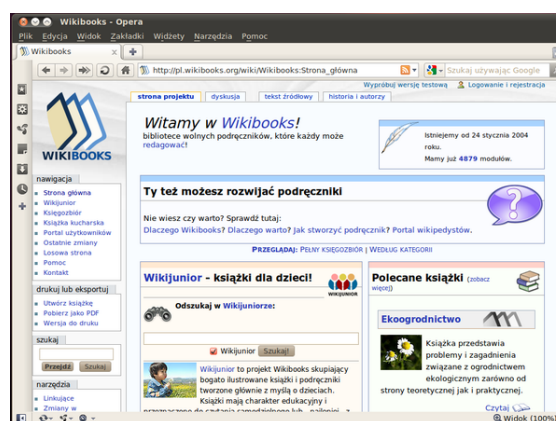 Wikibooks - Opera
Plik Edycja Widok Zakładki Widżety Narzędzia Pomoc
Wikibooks
http://pl.wikibooks.org/wiki/Wikibooks:Strona_główna
Szukaj używając Google
Wypróbuj wersję testową Logowanie i rejestracja
strona projektu dyskusja tekst źródłowy historia i autorzy
WIKIBOOKS
Witamy w Wikibooks!
bibliotece wolnych podręczników, które każdy może
redagować!
Istniejemy od 24 stycznia 2004
roku.
Mamy już 4879 modułów.
nawigacja
Strona główna
Wikijunior
Księgozbiór
Książka kucharska
Portal użytkowników
Ostatnie zmiany
Losowa strona
Pomoc
Kontakt
drukuj lub eksportuj
Utwórz książkę
Pobierz jako PDF
Wersja do druku
szukaj
Przejdź Szukaj
narzędzia
Linkujące
Zmiany w
Ty też możesz rozwijać podręczniki
Nie wiesz czy warto? Sprawdź tutaj:
Dlaczego Wikibooks? Dlaczego warto? Jak stworzyć podręcznik? Portal wikipedystów.
PRZEGLĄDAJ: PEŁNY KSIĘGOZBIÓR | WEDŁUG KATEGORII
Wikijunior - książki dla dzieci!
WIKIJUNIOR
Odszukaj w Wikijuniorze:
Wikijunior Szukaj!
Wikijunior to projekt Wikibooks skupiający
bogato ilustrowane książki i podręczniki
tworzone głównie z myślą o dzieciach.
Książki mają charakter edukacyjny i
przeznaczone do czytania samodzielnego lub - najlepiej - z
Polecane książki (zobacz
więcej)
Ekoogrodnictwo
Książka przedstawia
problemy i zagadnienia
związane z ogrodnictwem
ekologicznym zarówno od
strony teoretycznej jak i praktycznej.
Czytaj
Widok (100%)